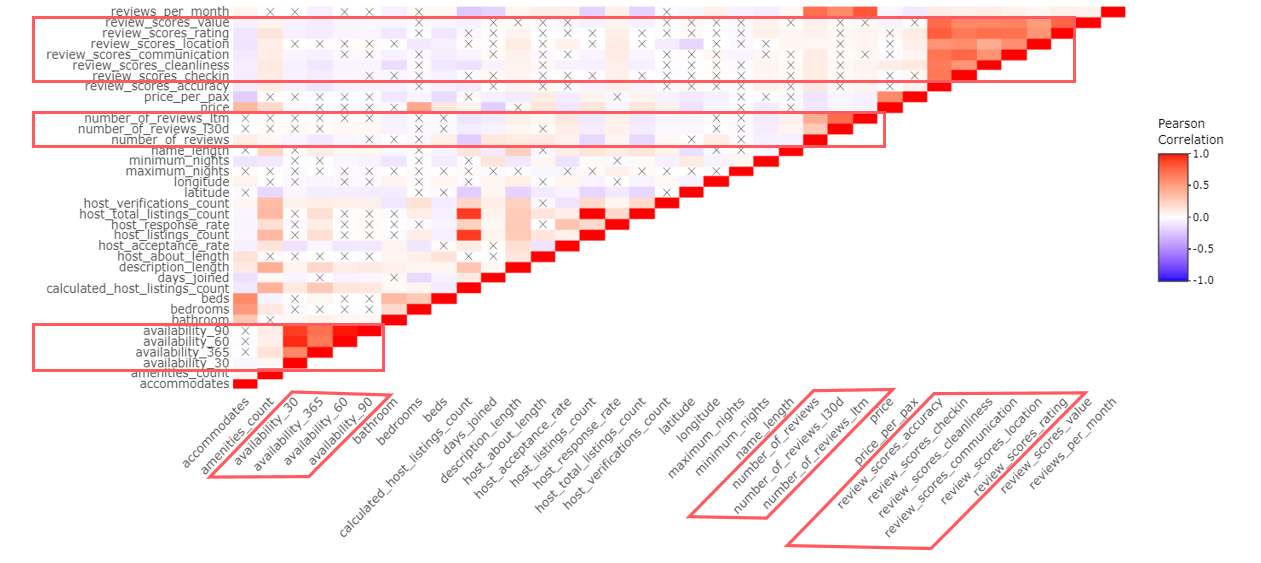 reviews_per_month
review_scores_value
review_scores_rating
review_scores_location
review_scores_communication
review_scores_cleanliness
review_scores_checkin
review_scores_accuracy
price_per_pax
price
number_of_reviews_ltm
number_of_reviews_l30d
number_of_reviews
name_length
minimum_nights
maximum_nights
longitude
latitude
host_verifications_count
host_total_listings_count
host_response_rate
host_listings_count
host_acceptance_rate
host_about_length
description_length
days_joined
calculated_host_listings_count
beds
bedrooms
bathroom
availability_90
availability_60
availability_365
availability_30
amenities_count
accommodates
accommodates
amenities_count
availability_30
availability_365
availability_60
availability_90
bathroom
bedrooms
beds
calculated_host_listings_count
days_joined
description_length
host_about_length
host_acceptance_rate
host_listings_count
host_response_rate
host_total_listings_count
host_verifications_count
latitude
longitude
maximum_nights
minimum_nights
name_length
number_of_reviews
number_of_reviews_l30d
number_of_reviews_ltm
price
price_per_pax
review_scores_accuracy
review_scores_checkin
review_scores_cleanliness
review_scores_communication
review_scores_location
review_scores_rating
review_scores_value
reviews_per_month
Pearson
Correlation
1.0
0.5
0.0
-0.5
-1.0